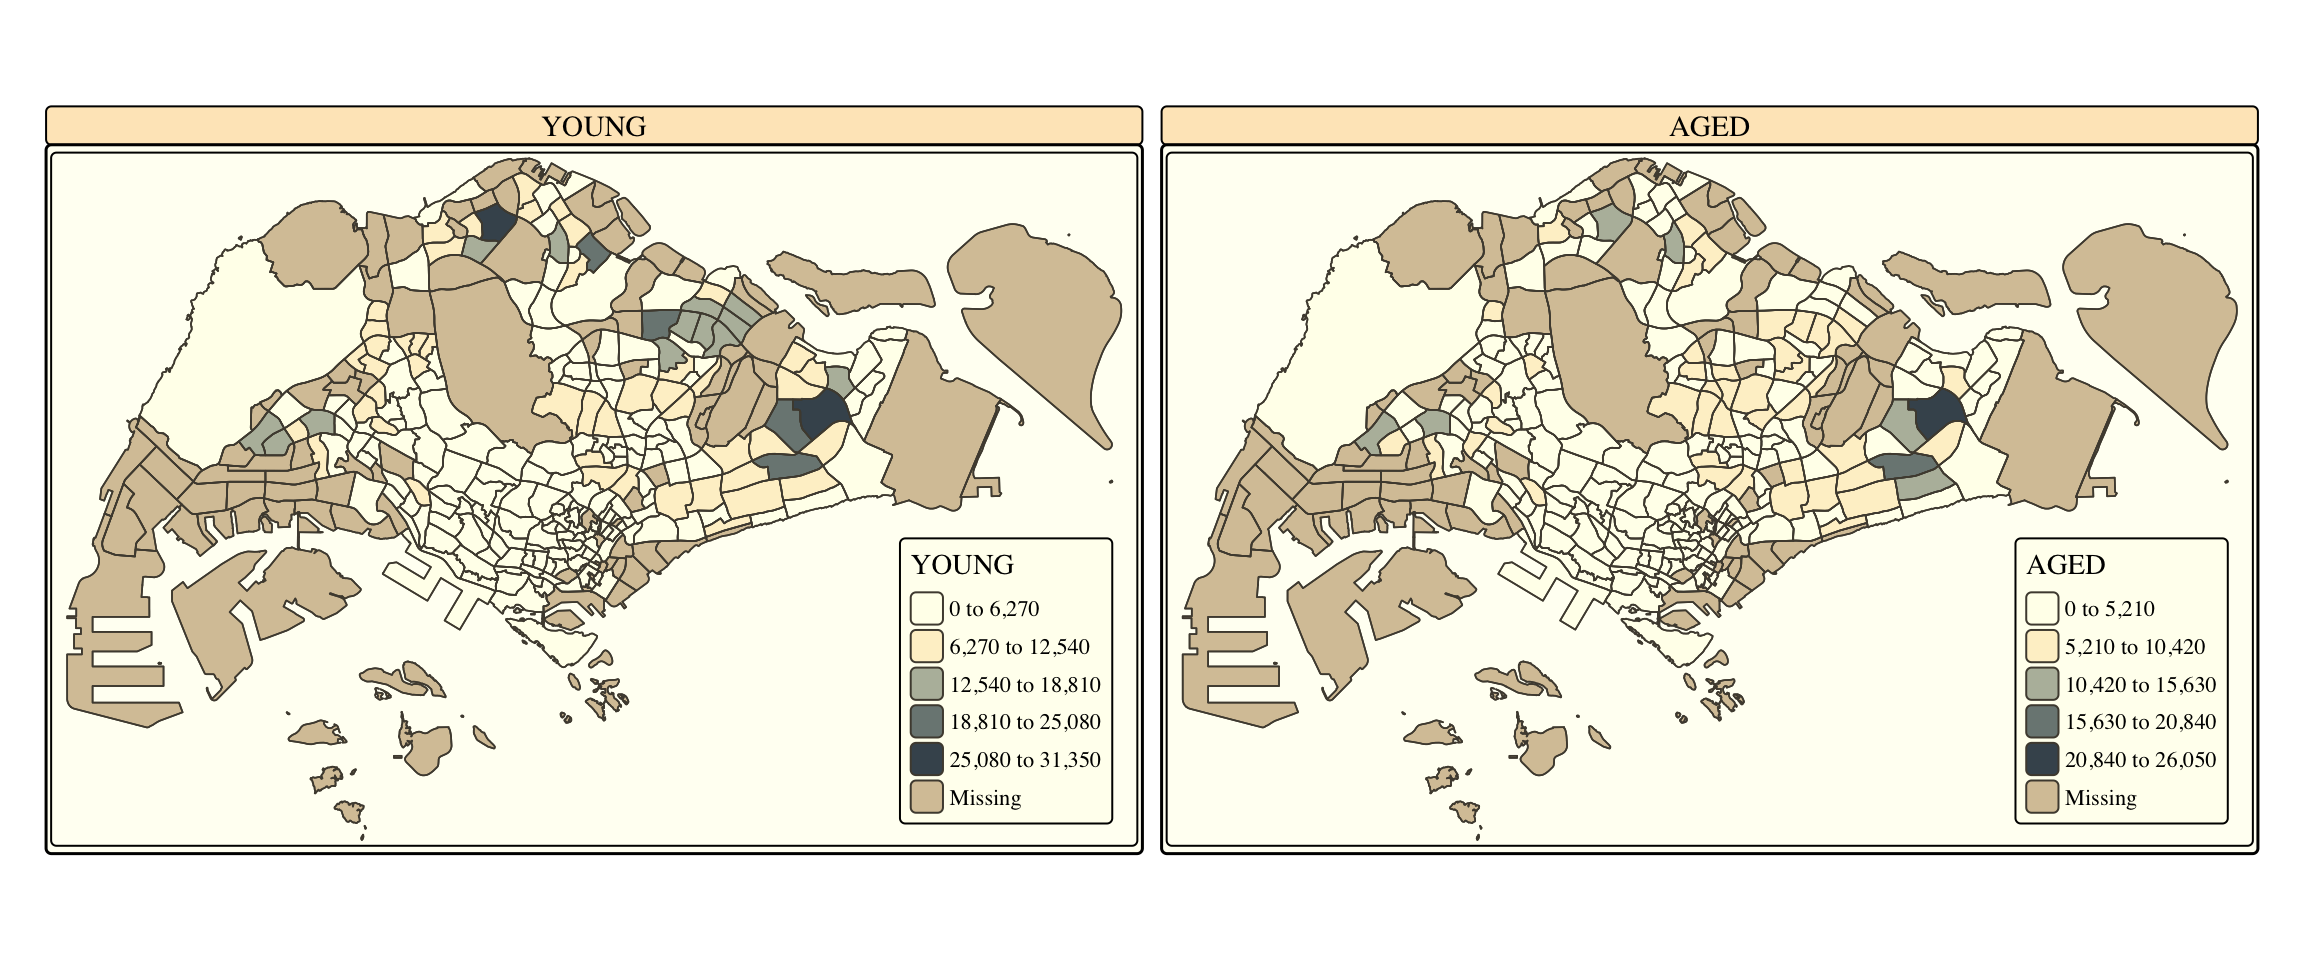 YOUNG
YOUNG
0 to 6,270
6,270 to 12,540
12,540 to 18,810
18,810 to 25,080
25,080 to 31,350
Missing
AGED
AGED
0 to 5,210
5,210 to 10,420
10,420 to 15,630
15,630 to 20,840
20,840 to 26,050
Missing